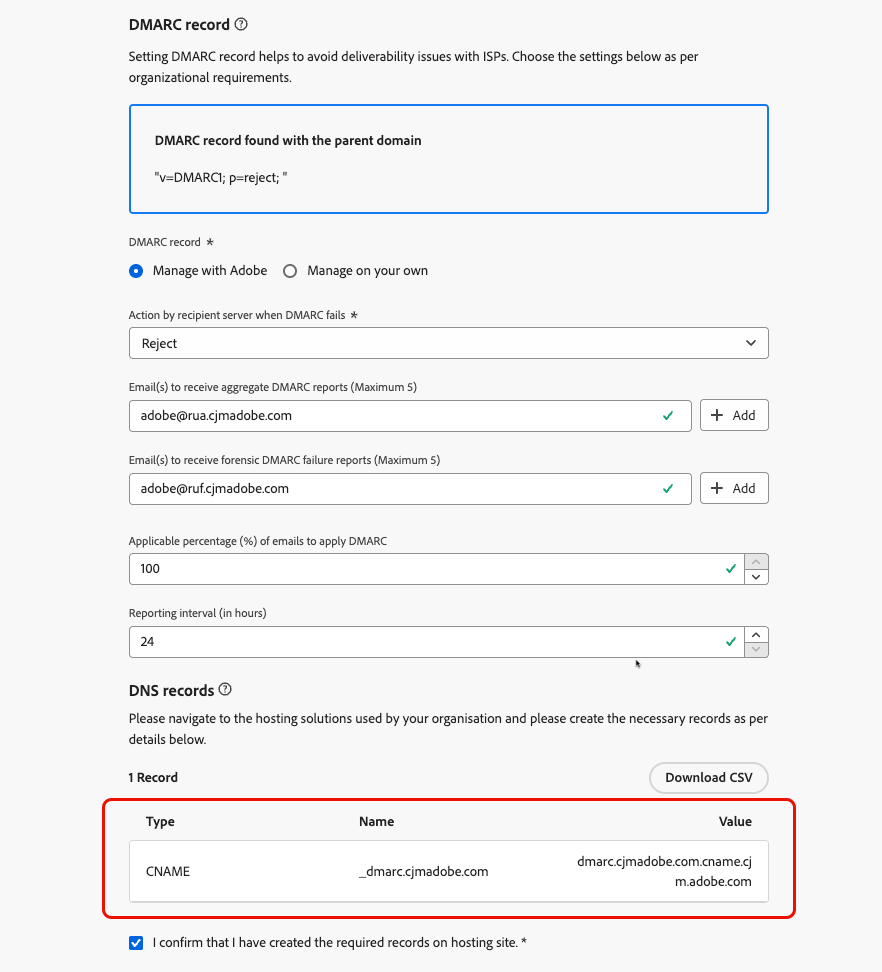 DMARC record
Setting DMARC record helps to avoid deliverability issues with ISPs. Choose the settings below as per
organizational requirements.
DMARC record found with the parent domain
"v=DMARC1; p=reject; "
DMARC record *
Manage with Adobe Manage on your own
Action by recipient server when DMARC fails *
Reject
Email(s) to receive aggregate DMARC reports (Maximum 5)
adobe@rua.cjmadobe.com + Add
Email(s) to receive forensic DMARC failure reports (Maximum 5)
adobe@ruf.cjmadobe.com + Add
Applicable percentage (%) of emails to apply DMARC
100
Reporting interval (in hours)
24
DNS records
Please navigate to the hosting solutions used by your organisation and please create the necessary records as per
details below.
1 Record Download CSV
Type Name Value
CNAME _dmarc.cjmadobe.com dmarc.cjmadobe.com.cname.cj
m.adobe.com
I confirm that I have created the required records on hosting site. *